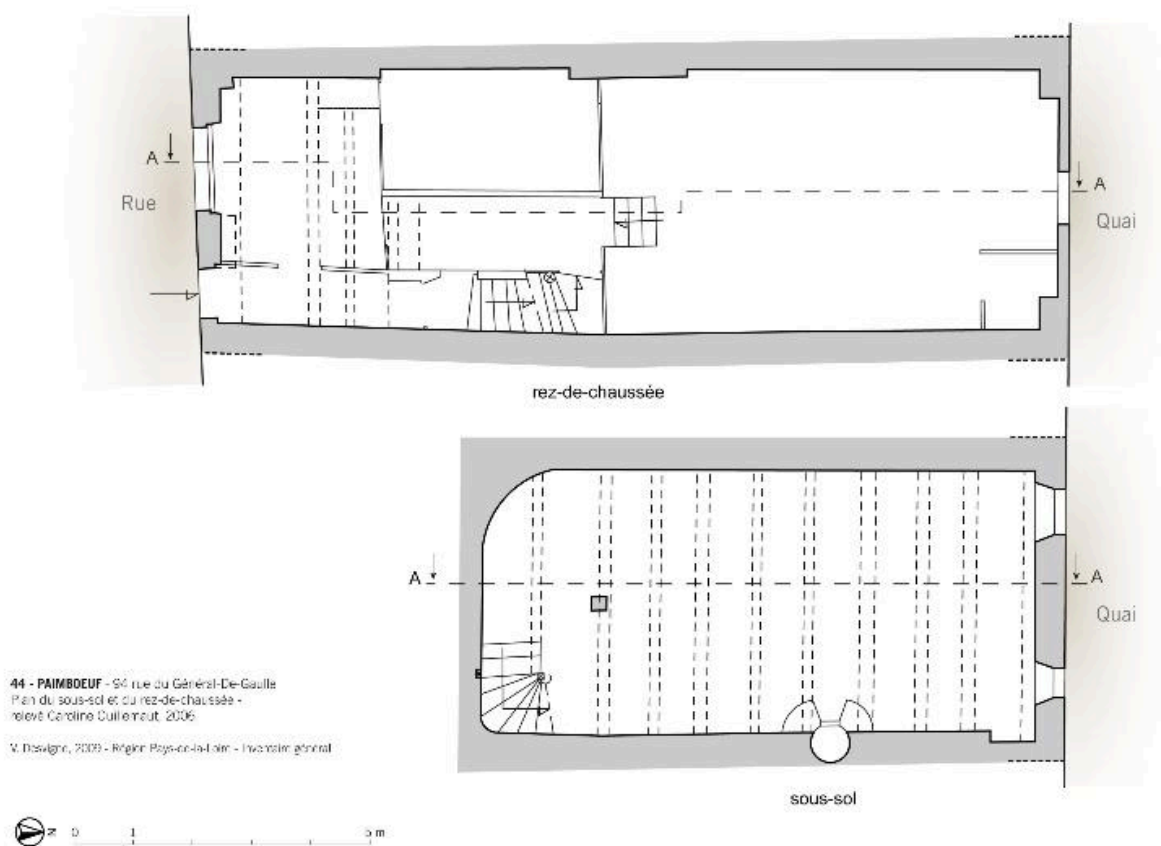 A A
Rue Quai
rez-de-chaussée
A A
Quai
44 - PAIMBOEUF - 94 rue du Général-De-Gaulle
Plan du sous-sol et du rez-de-chaussée -
relevé Caroline Guillemaut, 2006
V. Desvigne, 2009 - Région Pays-de-la-Loire - Inventaire général
sous-sol
N 0 1 5 m